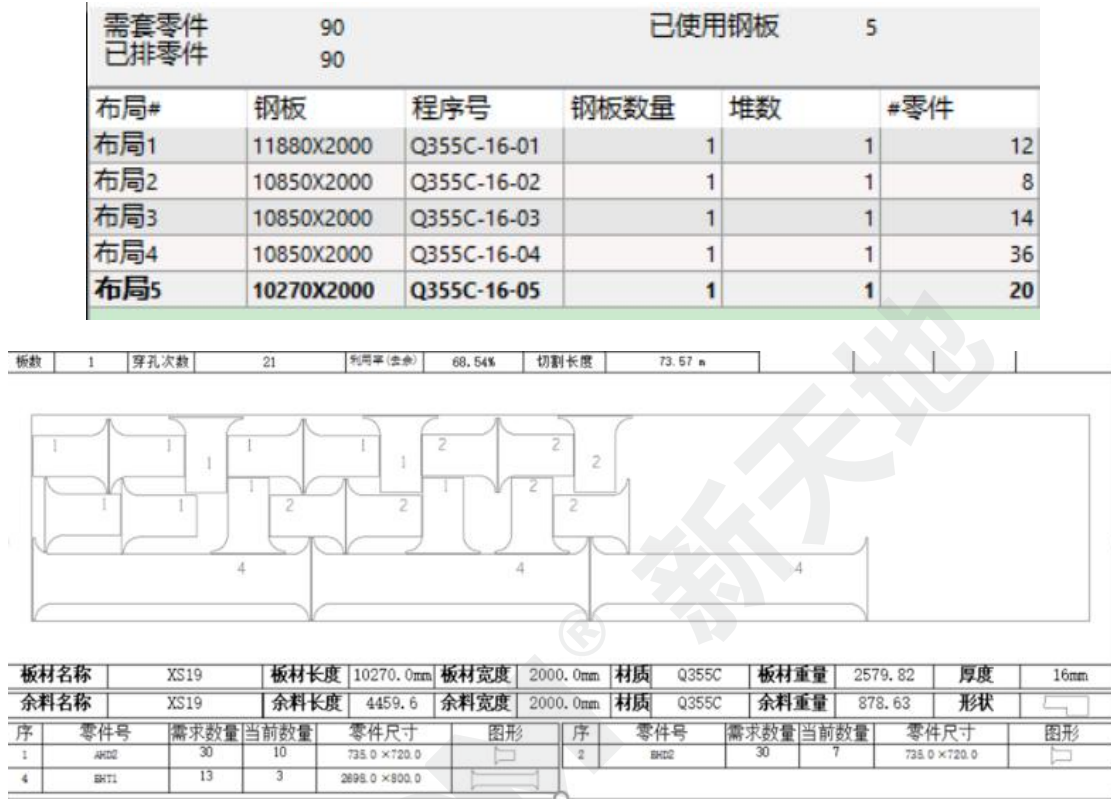 需套零件 90 已使用钢板 5
已排零件 90
布局# 钢板 程序号 钢板数量 堆数 #零件
布局1 11880X2000 Q355C-16-01 1 1 12
布局2 10850X2000 Q355C-16-02 1 1 8
布局3 10850X2000 Q355C-16-03 1 1 14
布局4 10850X2000 Q355C-16-04 1 1 36
布局5 10270X2000 Q355C-16-05 1 1 20
板数 1 穿孔次数 21 利用率(去余) 68.54% 切割长度 73.57 m
1 1 1 1 1 2 2
1 1 2
1 1 1 2 2 1 2 2
4 4 4
新天地
®
板材名称 XS19 板材长度 10270.0mm 板材宽度 2000.0mm 材质 Q355C 板材重量 2579.82 厚度 16mm
余料名称 XS19 余料长度 4459.6 余料宽度 2000.0mm 材质 Q355C 余料重量 878.63 形状
序 零件号 需求数量 当前数量 零件尺寸 图形 序 零件号 需求数量 当前数量 零件尺寸 图形
1 AHD2 30 10 735.0 ×720.0 2 BHD2 30 7 735.0 ×720.0
4 BHT1 13 3 2698.0 ×800.0